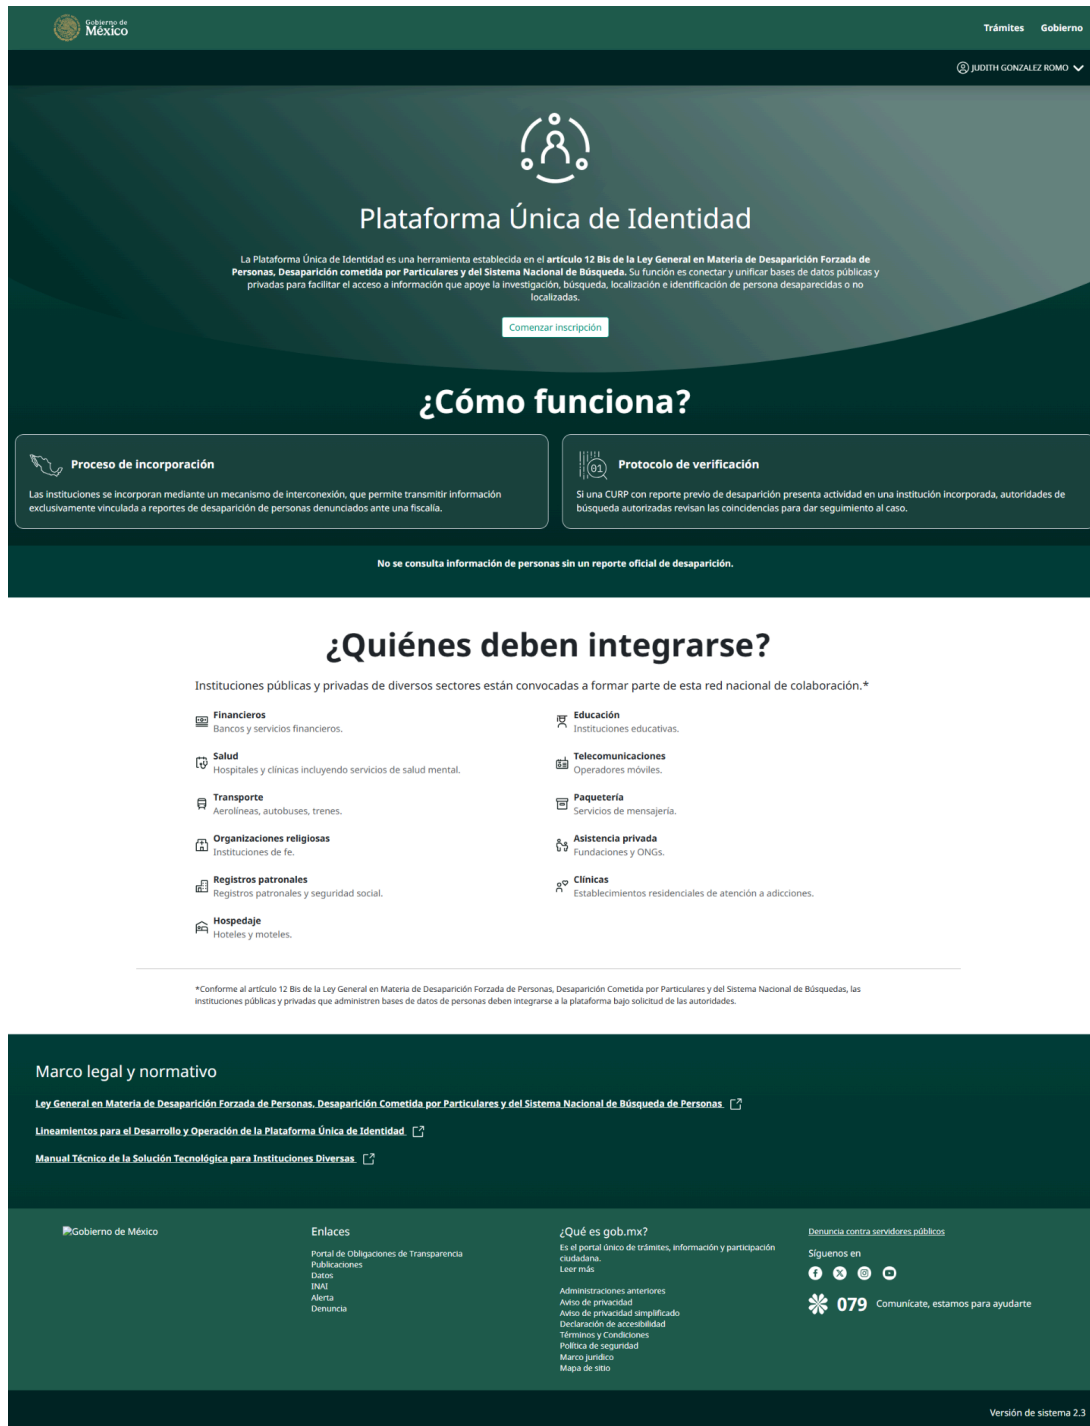 Gobierno de
México
Trámites Gobierno
JUDITH GONZALEZ ROMO
Plataforma Única de Identidad
La Plataforma Única de Identidad es una herramienta establecida en el artículo 12 Bis de la Ley General en Materia de Desaparición Forzada de
Personas, Desaparición cometida por Particulares y del Sistema Nacional de Búsqueda. Su función es conectar y unificar bases de datos públicas y
privadas para facilitar el acceso a información que apoye la investigación, búsqueda, localización e identificación de persona desaparecidas o no
localizadas.
Comenzar inscripción
¿Cómo funciona?
Proceso de incorporación
Las instituciones se incorporan mediante un mecanismo de interconexión, que permite transmitir información
exclusivamente vinculada a reportes de desaparición de personas denunciados ante una fiscalía.
01
Protocolo de verificación
Si una CURP con reporte previo de desaparición presenta actividad en una institución incorporada, autoridades de
búsqueda autorizadas revisan las coincidencias para dar seguimiento al caso.
No se consulta información de personas sin un reporte oficial de desaparición.
¿Quiénes deben integrarse?
Instituciones públicas y privadas de diversos sectores están convocadas a formar parte de esta red nacional de colaboración.*
Financieros
Bancos y servicios financieros.
Educación
Instituciones educativas.
Salud
Hospitales y clínicas incluyendo servicios de salud mental.
Telecomunicaciones
Operadores móviles.
Transporte
Aerolíneas, autobuses, trenes.
Paquetería
Servicios de mensajería.
Organizaciones religiosas
Instituciones de fe.
Asistencia privada
Fundaciones y ONGs.
Registros patronales
Registros patronales y seguridad social.
Clínicas
Establecimientos residenciales de atención a adicciones.
Hospedaje
Hoteles y moteles.
*Conforme al artículo 12 Bis de la Ley General en Materia de Desaparición Forzada de Personas, Desaparición Cometida por Particulares y del Sistema Nacional de Búsquedas, las
instituciones públicas y privadas que administren bases de datos de personas deben integrarse a la plataforma bajo solicitud de las autoridades.
Marco legal y normativo
Ley General en Materia de Desaparición Forzada de Personas, Desaparición Cometida por Particulares y del Sistema Nacional de Búsqueda de Personas
Lineamientos para el Desarrollo y Operación de la Plataforma Única de Identidad
Manual Técnico de la Solución Tecnológica para Instituciones Diversas
Gobierno de México
Enlaces
Portal de Obligaciones de Transparencia
Publicaciones
Datos
INAI
Alerta
Denuncia
¿Qué es gob.mx?
Es el portal único de trámites, información y participación
ciudadana.
Leer más
Administraciones anteriores
Aviso de privacidad
Aviso de privacidad simplificado
Declaración de accesibilidad
Términos y Condiciones
Política de seguridad
Marco jurídico
Mapa de sitio
Denuncia contra servidores públicos
Síguenos en
079 Comunícate, estamos para ayudarte
Versión de sistema 2.3